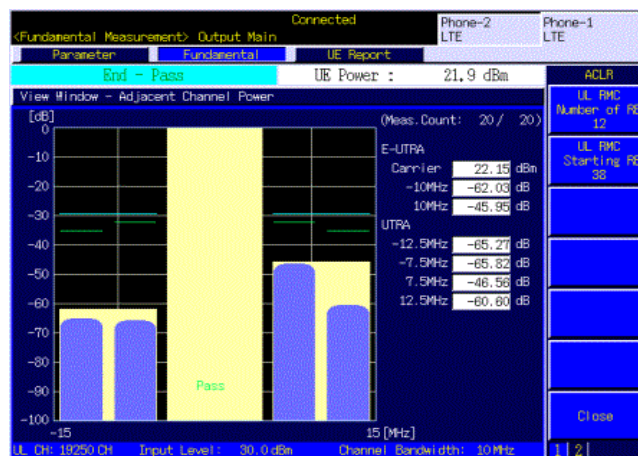 Connected
<Fundamental Measurement> Output Main
Phone-2
LTE
Phone-1
LTE
Parameter
Fundamental
UE Report
End - Pass
UE Power : 21.9 dBm
ACLR
View Window - Adjacent Channel Power
UL RMC
Number of RB
12
UL RMC
Starting RB
38
[dB]
(Meas.Count: 20/ 20)
0
-10
-20
-30
-40
-50
-60
-70
-80
-90
-100
E-UTRA
Carrier 22.15 dBm
-10MHz -62.03 dB
10MHz -45.95 dB
UTRA
-12.5MHz -65.27 dB
-7.5MHz -65.82 dB
7.5MHz -46.56 dB
12.5MHz -60.60 dB
Pass
-15
15 [MHz]
Close
UL CH: 19250 CH Input Level: 30.0 dBm Channel Bandwidth: 10 MHz
1 2